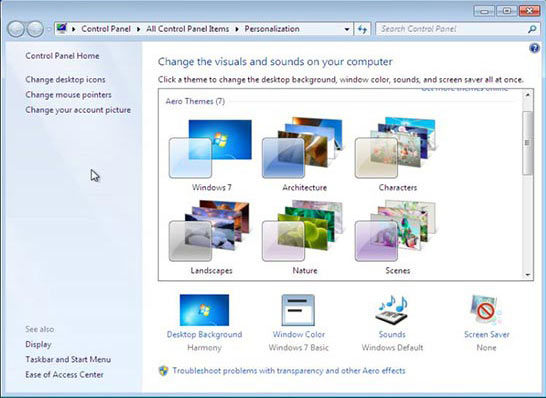 Control Panel All Control Panel Items Personalization Search Control Panel
Control Panel Home
Change desktop icons
Change mouse pointers
Change your account picture
See also
Display
Taskbar and Start Menu
Ease of Access Center
Change the visuals and sounds on your computer
Click a theme to change the desktop background, window color, sounds, and screen saver all at once.
Get more themes online
Aero Themes (7)
Windows 7 Architecture Characters
Landscapes Nature Scenes
Desktop Background Window Color Sounds Screen Saver
Harmony Windows 7 Basic Windows Default None
Troubleshoot problems with transparency and other Aero effects